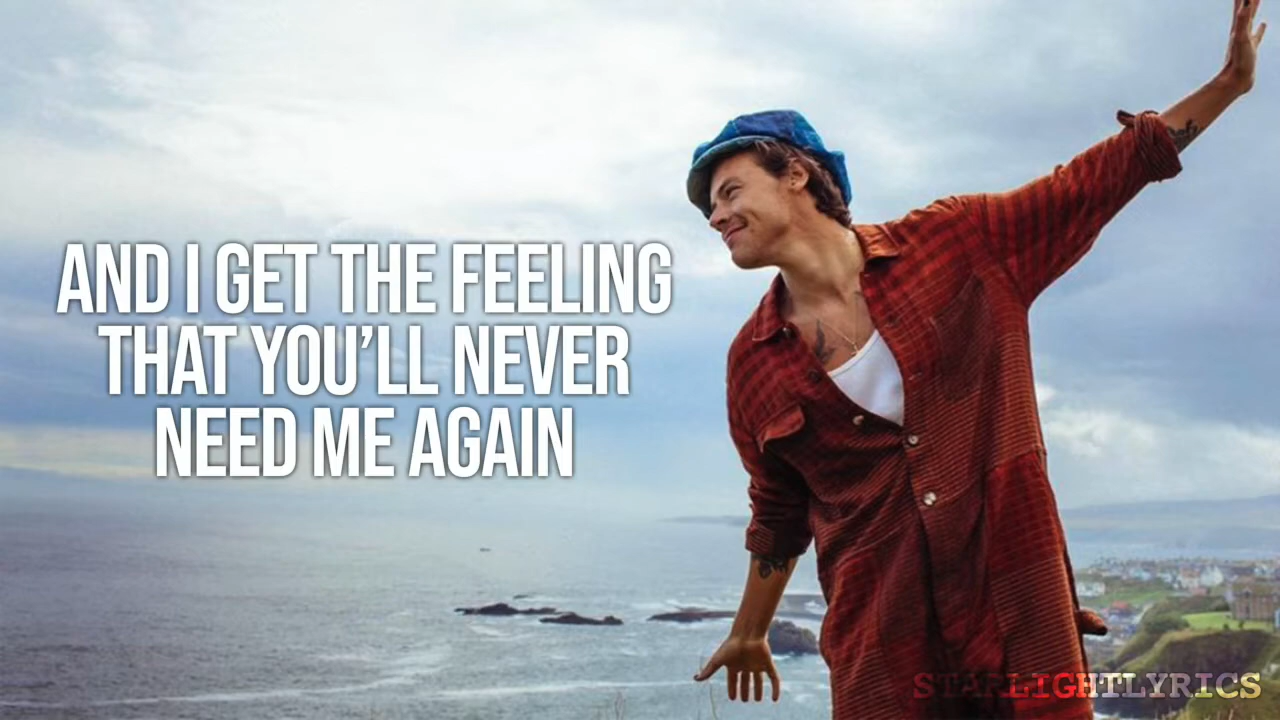 AND I GET THE FEELING
THAT YOU’LL NEVER
NEED ME AGAIN
STARLIGHTLYRICS